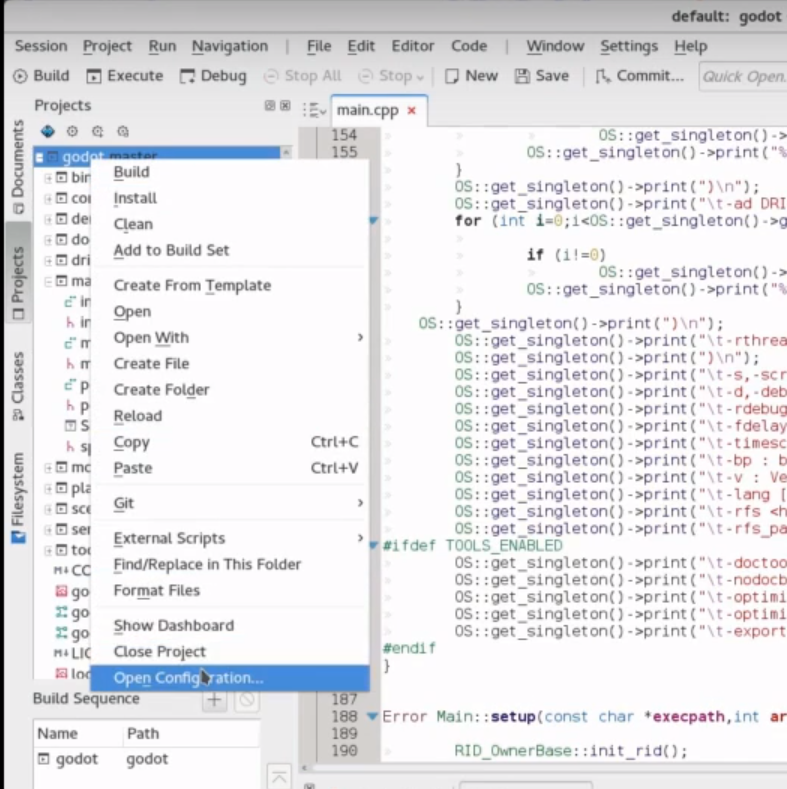 default: godot
Session Project Run Navigation | File Edit Editor Code | Window Settings Help
Build Execute Debug Stop All Stop New Save Commit... Quick Open.
Projects
main.cpp ×
Documents
Projects
Classes
Filesystem
godot master
Build
Install
Clean
Add to Build Set
Create From Template
Open
Open With
Create File
Create Folder
Reload
Copy Ctrl+C
Paste Ctrl+V
Git
External Scripts
Find/Replace in This Folder
Format Files
Show Dashboard
Close Project
Open Configuration...
bin
co
de
do
dri
ma
in
h in
m
h m
p
h p
S
h sp
mo
pla
sce
ser
too
M↓ CO
go
go
go
M↓ LIC
loc
Build Sequence
Name Path
godot godot
154 OS::get_singleton()->
155 OS::get_singleton()->print("%
}
OS::get_singleton()->print(")\n");
OS::get_singleton()->print("\t-ad DRI
for (int i=0;i<OS::get_singleton()->g
if (i!=0)
OS::get_singleton()->
OS::get_singleton()->print("%
}
OS::get_singleton()->print(")\n");
OS::get_singleton()->print("\t-rthrea
OS::get_singleton()->print(")\n");
OS::get_singleton()->print("\t-s,-scr
OS::get_singleton()->print("\t-d,-deb
OS::get_singleton()->print("\t-rdebug
OS::get_singleton()->print("\t-fdelay
OS::get_singleton()->print("\t-timesc
OS::get_singleton()->print("\t-bp : b
OS::get_singleton()->print("\t-v : Ve
OS::get_singleton()->print("\t-lang [
OS::get_singleton()->print("\t-rfs <h
OS::get_singleton()->print("\t-rfs_pa
#ifdef TOOLS_ENABLED
OS::get_singleton()->print("\t-doctoo
OS::get_singleton()->print("\t-nodocb
OS::get_singleton()->print("\t-optimi
OS::get_singleton()->print("\t-optimi
OS::get_singleton()->print("\t-export
#endif
}
187
188 Error Main::setup(const char *execpath,int ar
189
190 RID_OwnerBase::init_rid();